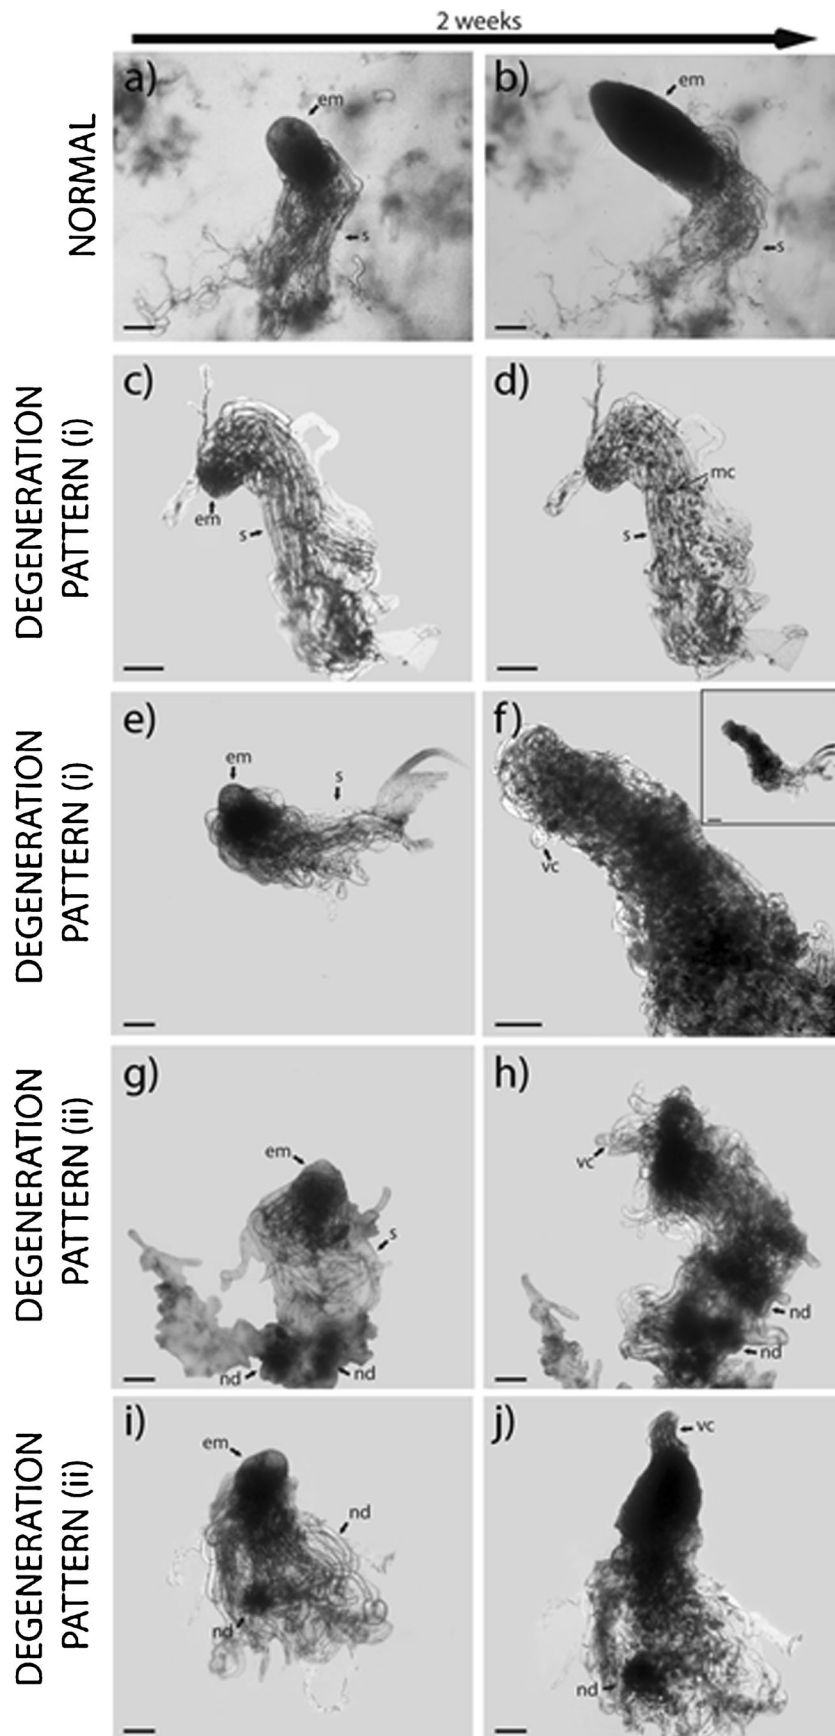 2 weeks
NORMAL
a)
em
s
b)
em
s
DEGENERATION
PATTERN (i)
c)
em
s
d)
mc
s
DEGENERATION
PATTERN (i)
e)
em
s
f)
vc
DEGENERATION
PATTERN (ii)
g)
em
s
nd
nd
h)
vc
nd
nd
DEGENERATION
PATTERN (ii)
i)
em
nd
nd
j)
vc
nd